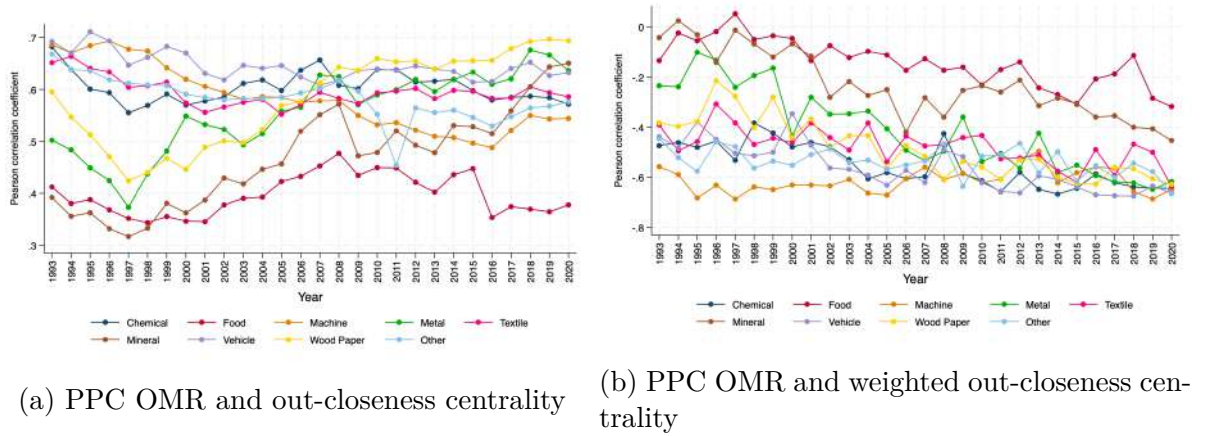 .7
.6
.5
.4
.3
Pearson correlation coefficient
1993 1994 1995 1996 1997 1998 1999 2000 2001 2002 2003 2004 2005 2006 2007 2008 2009 2010 2011 2012 2013 2014 2015 2016 2017 2018 2019 2020
Year
Chemical Food Machine Metal Textile
Mineral Vehicle Wood Paper Other
(a) PPC OMR and out-closeness centrality
0
-.2
-.4
-.6
-.8
Pearson correlation coefficient
1993 1994 1995 1996 1997 1998 1999 2000 2001 2002 2003 2004 2005 2006 2007 2008 2009 2010 2011 2012 2013 2014 2015 2016 2017 2018 2019 2020
Year
Chemical Food Machine Metal Textile
Mineral Vehicle Wood Paper Other
(b) PPC OMR and weighted out-closeness cen-
trality